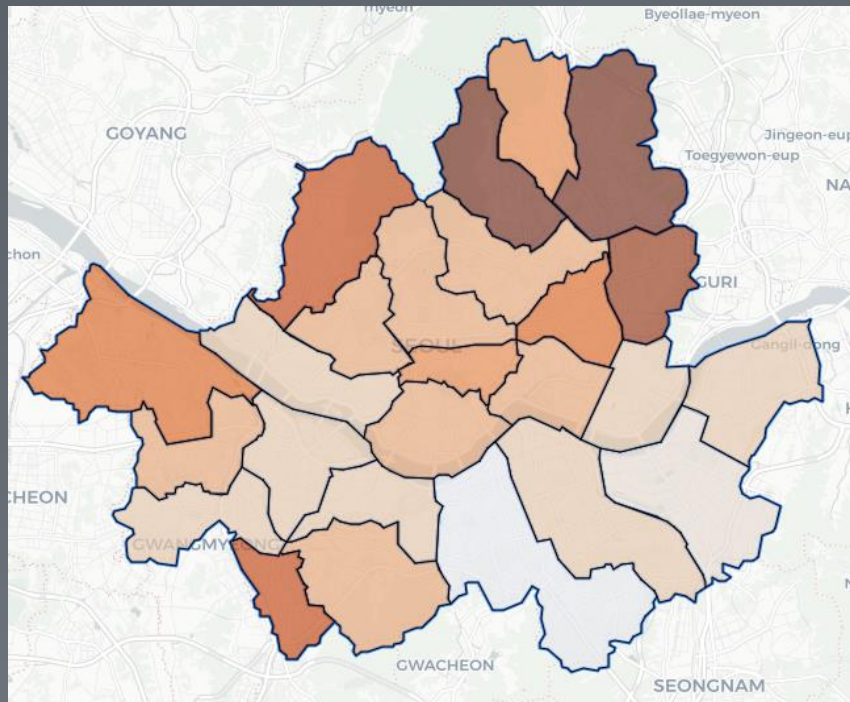 myeon
Byeollae-myeon
GOYANG
Jingeon-eup
Toegyewon-eup
NA
chon
GURI
SEOUL
Gangil-dong
CHEON
GWANGMYEONG
GWACHEON
SEONGNAM